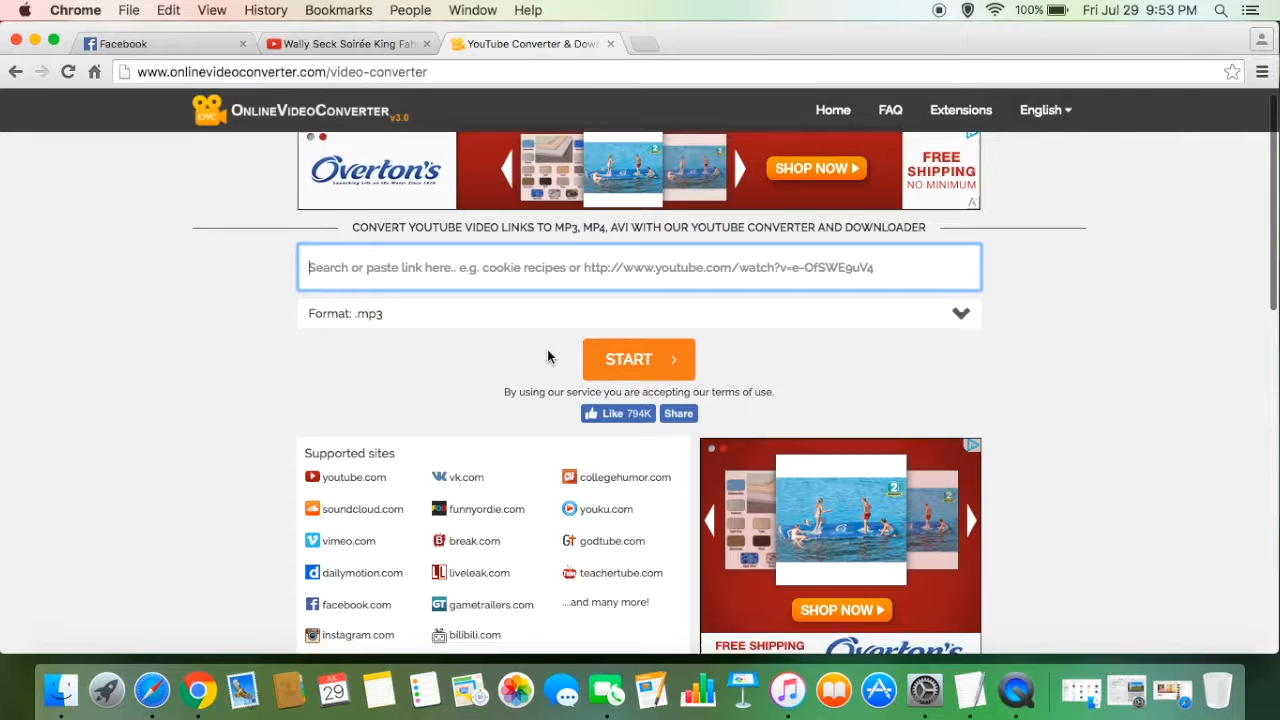 Chrome File Edit View History Bookmarks People Window Help 100% Fri Jul 29 9:53 PM
Facebook × Wally Seck Soirée King Fah × YouTube Converter & Dow ×
www.onlinevideoconverter.com/video-converter
OVC OnlineVideoConverter v3.0 Home FAQ Extensions English
Overton's SHOP NOW FREE SHIPPING NO MINIMUM
CONVERT YOUTUBE VIDEO LINKS TO MP3, MP4, AVI WITH OUR YOUTUBE CONVERTER AND DOWNLOADER
Search or paste link here.. e.g. cookie recipes or http://www.youtube.com/watch?v=e-OfSWE9uV4
Format: .mp3
START >
By using our service you are accepting our terms of use.
Like 794K Share
Supported sites
youtube.com vk.com collegehumor.com
soundcloud.com funnyordie.com youku.com
vimeo.com break.com godtube.com
dailymotion.com liveleak.com teachertube.com
facebook.com gametrailers.com ....and many more!
instagram.com bilibili.com
SHOP NOW
FREE SHIPPING Overton's
JUL
29